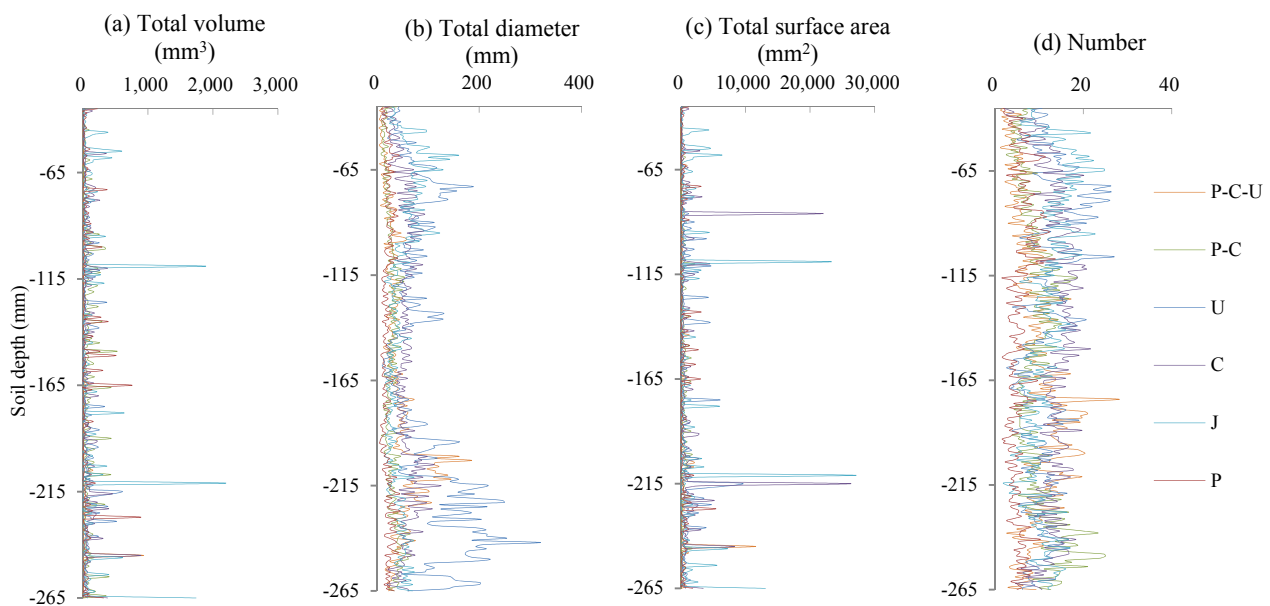 (a) Total volume
(mm³)
0 1,000 2,000 3,000
-65
-115
-165
-215
-265
Soil depth (mm)
(b) Total diameter
(mm)
0 200 400
-65
-115
-165
-215
-265
(c) Total surface area
(mm²)
0 10,000 20,000 30,000
-65
-115
-165
-215
-265
(d) Number
0 20 40
-65
-115
-165
-215
-265
P-C-U
P-C
U
C
J
P